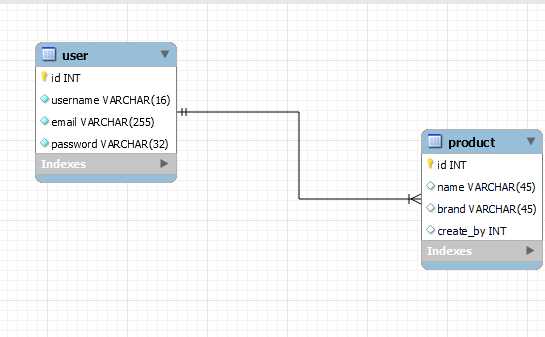 user
id INT
username VARCHAR(16)
email VARCHAR(255)
password VARCHAR(32)
Indexes
product
id INT
name VARCHAR(45)
brand VARCHAR(45)
create_by INT
Indexes